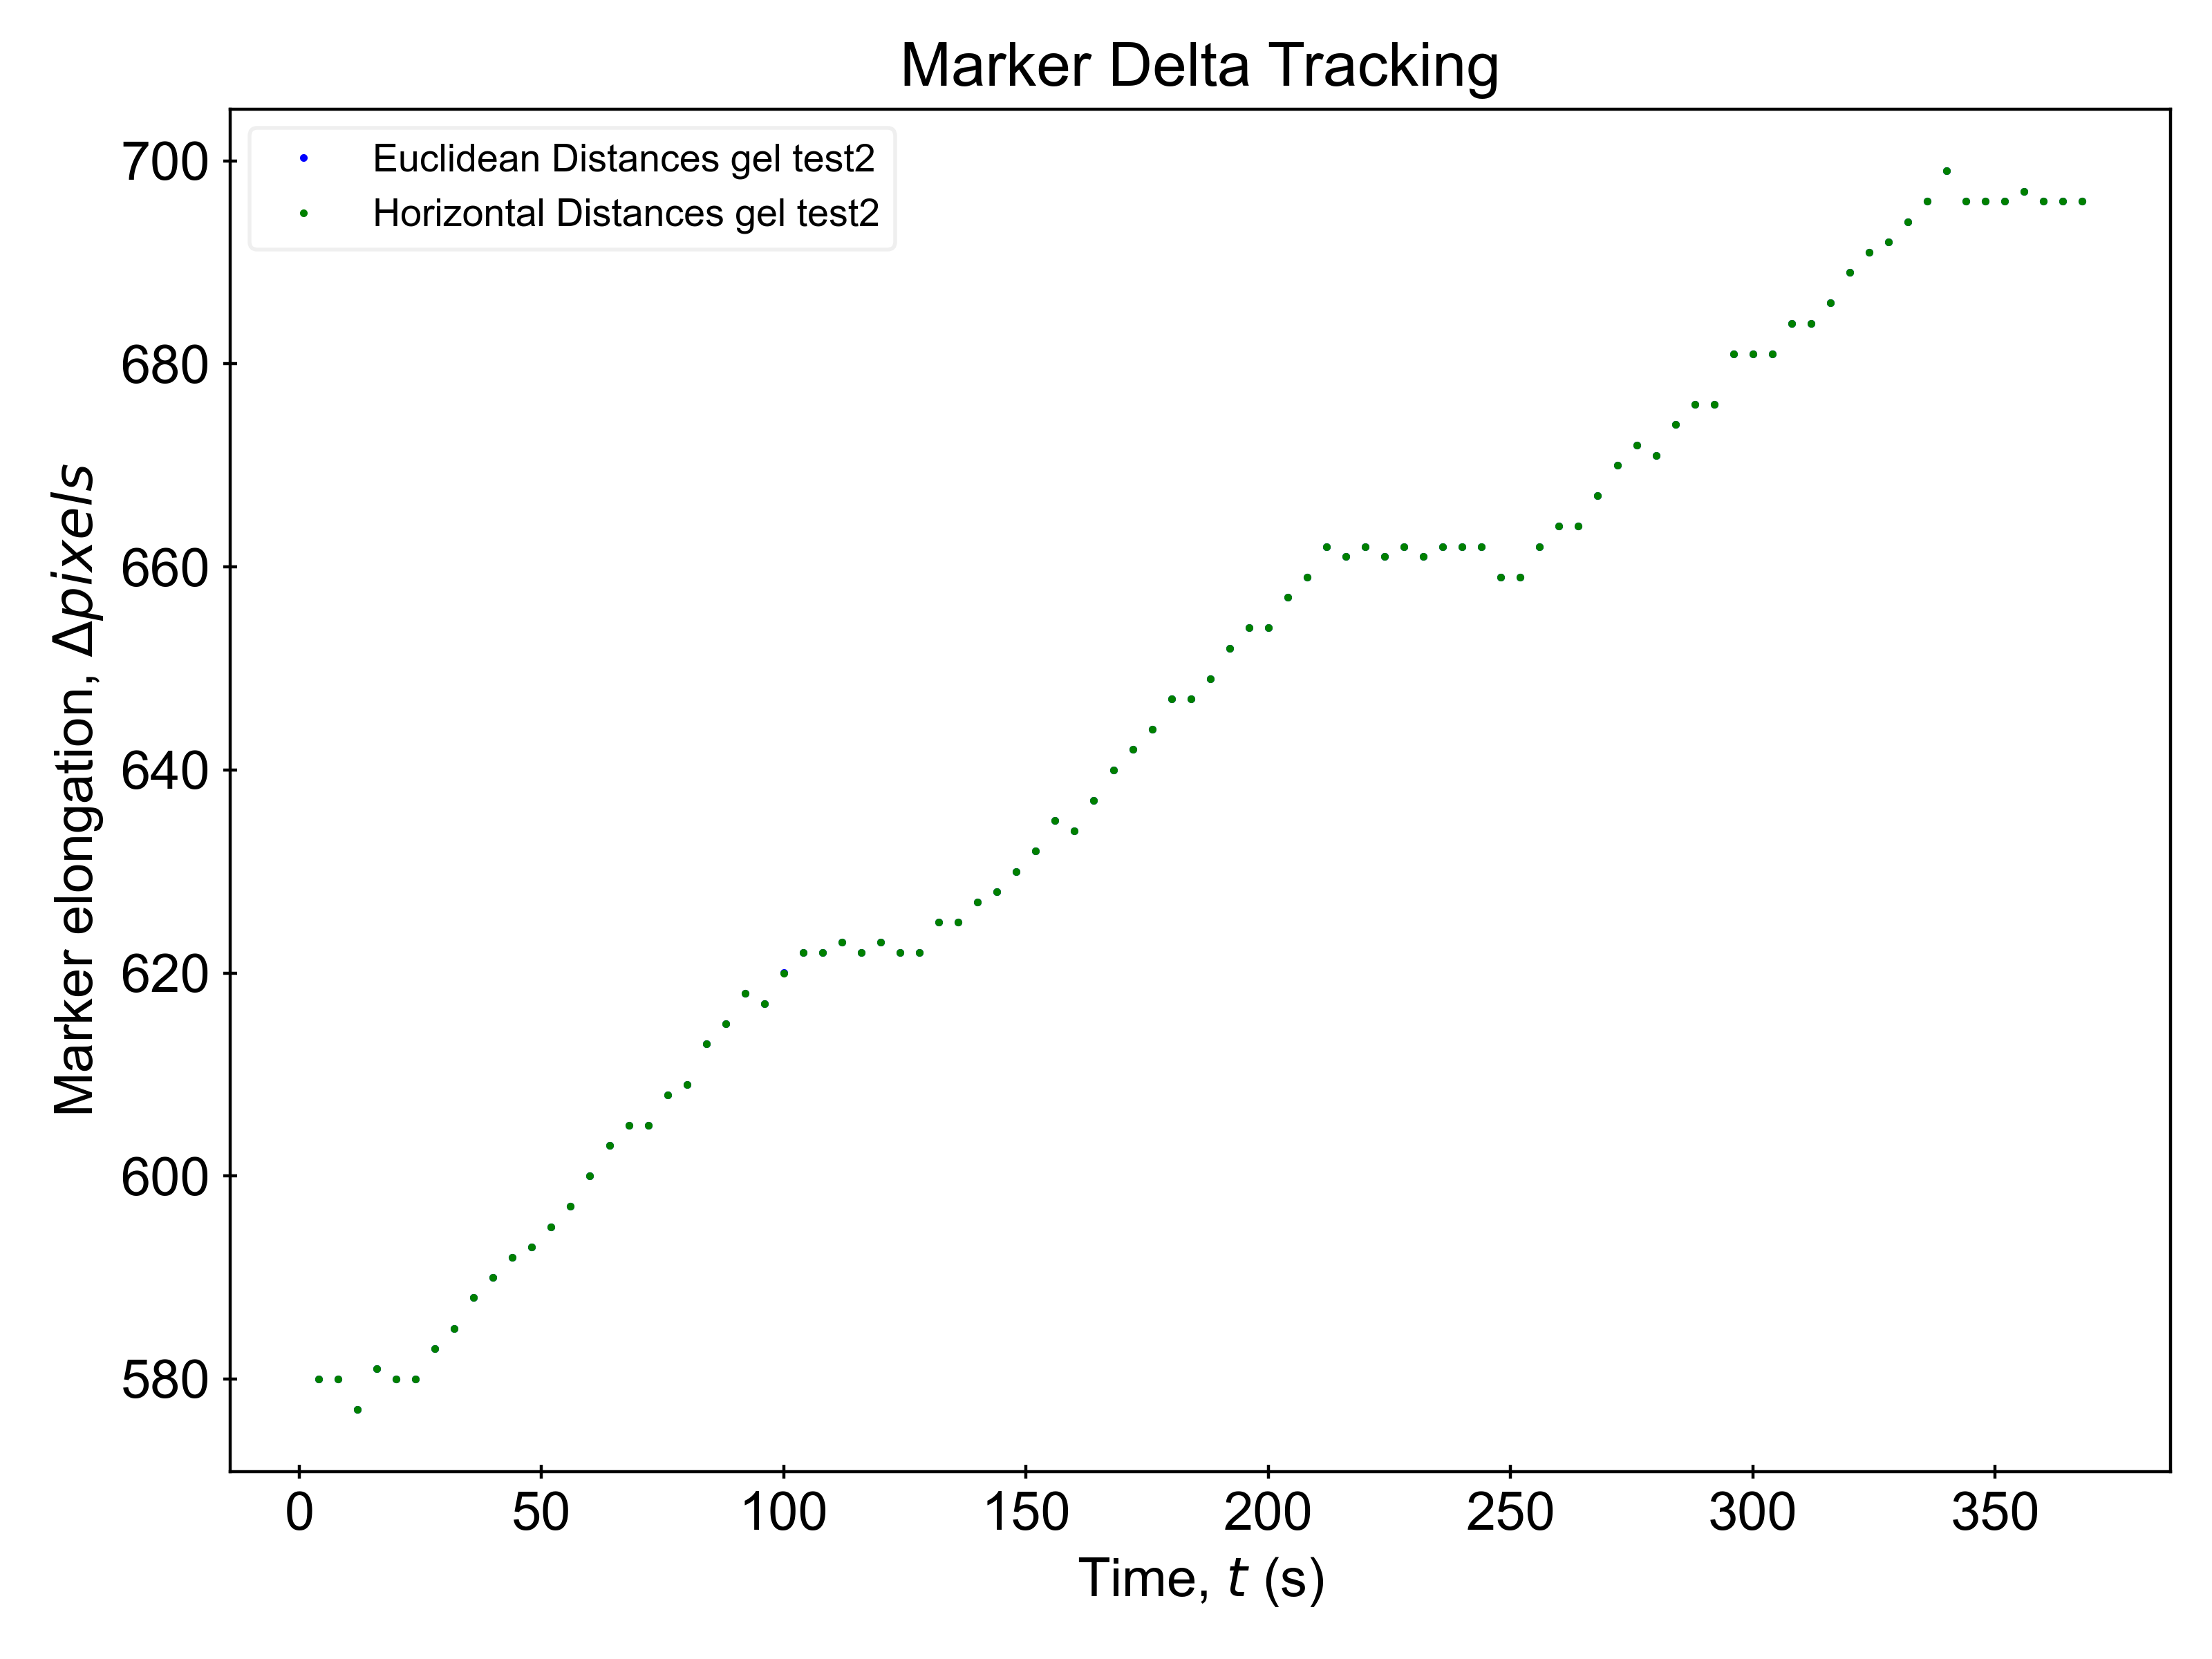 Marker Delta Tracking
Euclidean Distances gel test2
Horizontal Distances gel test2
Marker elongation, Δpixels
700
680
660
640
620
600
580
0 50 100 150 200 250 300 350
Time, t (s)